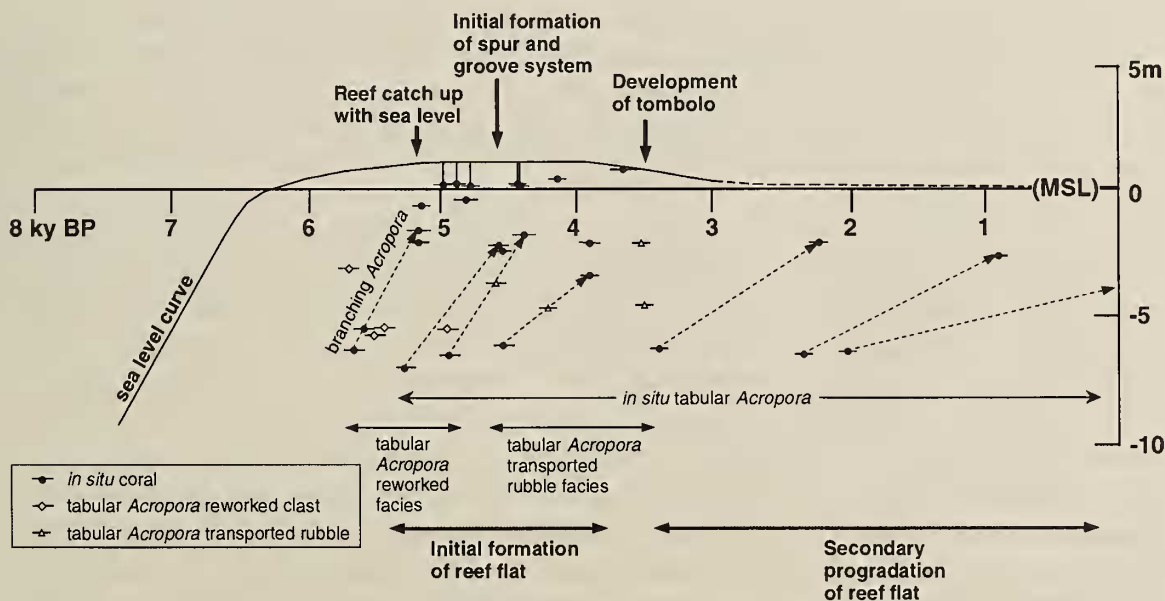 Initial formation
of spur and
groove system
Reef catch up
with sea level
Development
of tombolo
5m
0
(MSL)
-5
-10
8 ky BP
7
6
5
4
3
2
1
sea level curve
branching Acropora
in situ tabular Acropora
tabular
Acropora
reworked
facies
tabular Acropora
transported
rubble facies
in situ coral
tabular Acropora reworked clast
tabular Acropora transported rubble
Initial formation
of reef flat
Secondary
progradation
of reef flat